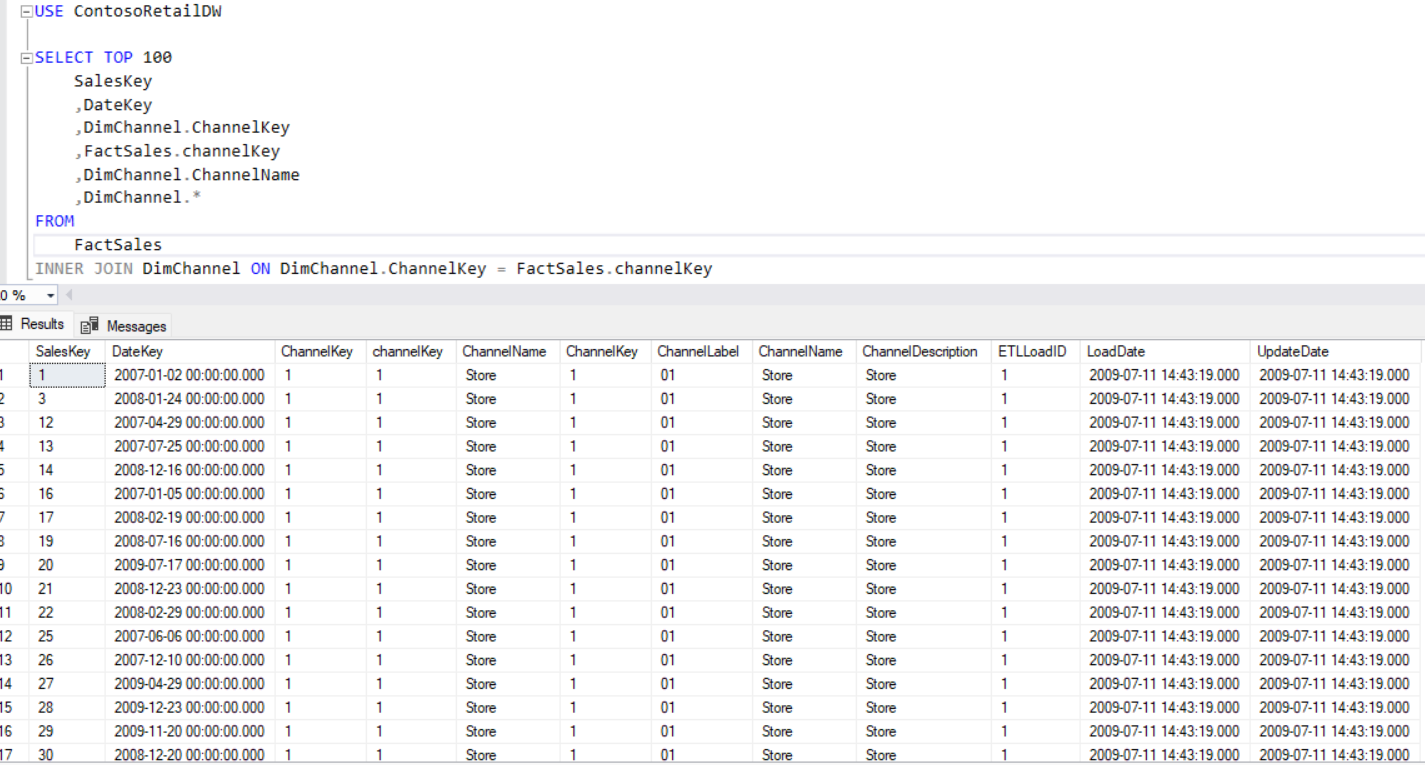 USE ContosoRetailDW
SELECT TOP 100
SalesKey
,DateKey
,DimChannel.ChannelKey
,FactSales.channelKey
,DimChannel.ChannelName
,DimChannel.*
FROM
FactSales
INNER JOIN DimChannel ON DimChannel.ChannelKey = FactSales.channelKey
0 %
Results Messages
SalesKey DateKey ChannelKey channelKey ChannelName ChannelKey ChannelLabel ChannelName ChannelDescription ETLLoadID LoadDate UpdateDate
1 1 2007-01-02 00:00:00.000 1 1 Store 1 01 Store Store 1 2009-07-11 14:43:19.000 2009-07-11 14:43:19.000
2 3 2008-01-24 00:00:00.000 1 1 Store 1 01 Store Store 1 2009-07-11 14:43:19.000 2009-07-11 14:43:19.000
3 12 2007-04-29 00:00:00.000 1 1 Store 1 01 Store Store 1 2009-07-11 14:43:19.000 2009-07-11 14:43:19.000
4 13 2007-07-25 00:00:00.000 1 1 Store 1 01 Store Store 1 2009-07-11 14:43:19.000 2009-07-11 14:43:19.000
5 14 2008-12-16 00:00:00.000 1 1 Store 1 01 Store Store 1 2009-07-11 14:43:19.000 2009-07-11 14:43:19.000
6 16 2007-01-05 00:00:00.000 1 1 Store 1 01 Store Store 1 2009-07-11 14:43:19.000 2009-07-11 14:43:19.000
7 17 2008-02-19 00:00:00.000 1 1 Store 1 01 Store Store 1 2009-07-11 14:43:19.000 2009-07-11 14:43:19.000
8 19 2008-07-16 00:00:00.000 1 1 Store 1 01 Store Store 1 2009-07-11 14:43:19.000 2009-07-11 14:43:19.000
9 20 2009-07-17 00:00:00.000 1 1 Store 1 01 Store Store 1 2009-07-11 14:43:19.000 2009-07-11 14:43:19.000
10 21 2008-12-23 00:00:00.000 1 1 Store 1 01 Store Store 1 2009-07-11 14:43:19.000 2009-07-11 14:43:19.000
11 22 2008-02-29 00:00:00.000 1 1 Store 1 01 Store Store 1 2009-07-11 14:43:19.000 2009-07-11 14:43:19.000
12 25 2007-06-06 00:00:00.000 1 1 Store 1 01 Store Store 1 2009-07-11 14:43:19.000 2009-07-11 14:43:19.000
13 26 2007-12-10 00:00:00.000 1 1 Store 1 01 Store Store 1 2009-07-11 14:43:19.000 2009-07-11 14:43:19.000
14 27 2009-04-29 00:00:00.000 1 1 Store 1 01 Store Store 1 2009-07-11 14:43:19.000 2009-07-11 14:43:19.000
15 28 2009-12-23 00:00:00.000 1 1 Store 1 01 Store Store 1 2009-07-11 14:43:19.000 2009-07-11 14:43:19.000
16 29 2009-11-20 00:00:00.000 1 1 Store 1 01 Store Store 1 2009-07-11 14:43:19.000 2009-07-11 14:43:19.000
17 30 2008-12-20 00:00:00.000 1 1 Store 1 01 Store Store 1 2009-07-11 14:43:19.000 2009-07-11 14:43:19.000